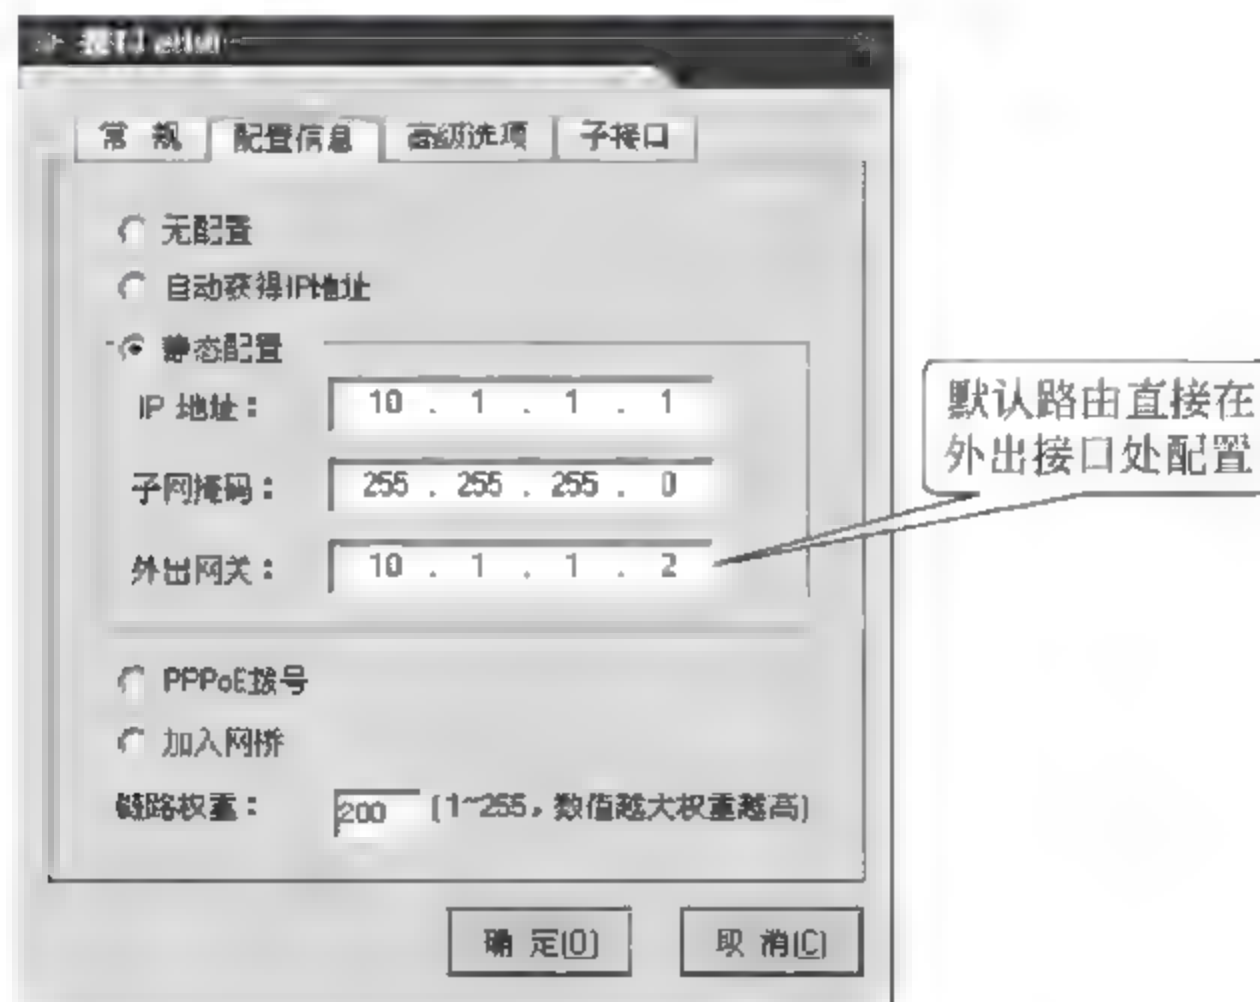 接口 eth0
常 规 配置信息 高级选项 子接口
无配置
自动获得IP地址
静态配置
IP 地址： 10 . 1 . 1 . 1
子网掩码： 255 . 255 . 255 . 0
外出网关： 10 . 1 . 1 . 2
默认路由直接在
外出接口处配置
PPPoE拨号
加入网桥
链路权重： 200 (1~255，数值越大权重越高)
确 定(O) 取 消(C)